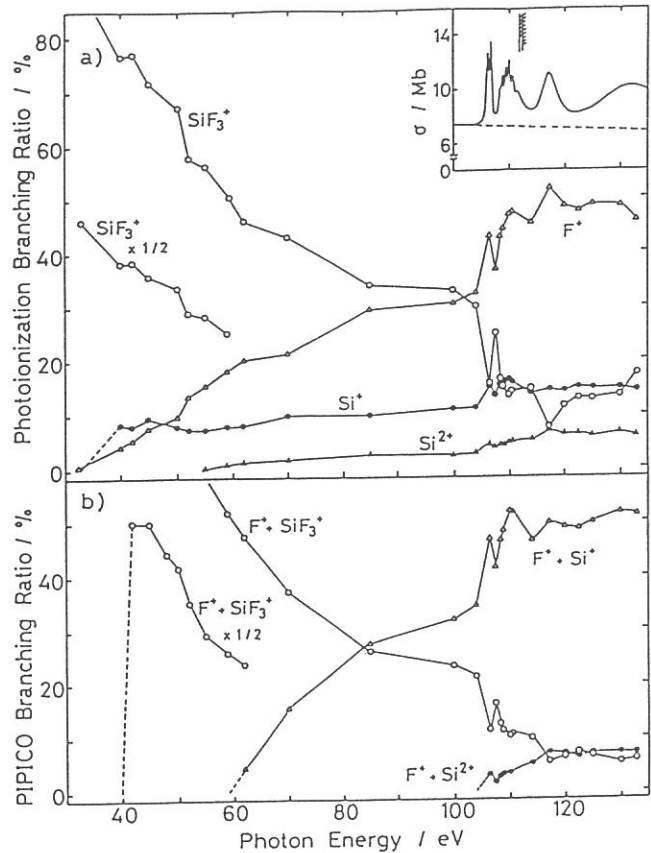 a)
Photoionization Branching Ratio / %
80
60
40
20
0
SiF3+
SiF3+
x 1/2
F+
Si+
Si2+
σ / Mb
14
10
6
0
100
120
b)
PIPICO Branching Ratio / %
40
20
0
F+ + SiF3+
F+ + SiF3+
x 1/2
F+ + Si+
F+ + Si2+
40
60
80
100
120
Photon Energy / eV